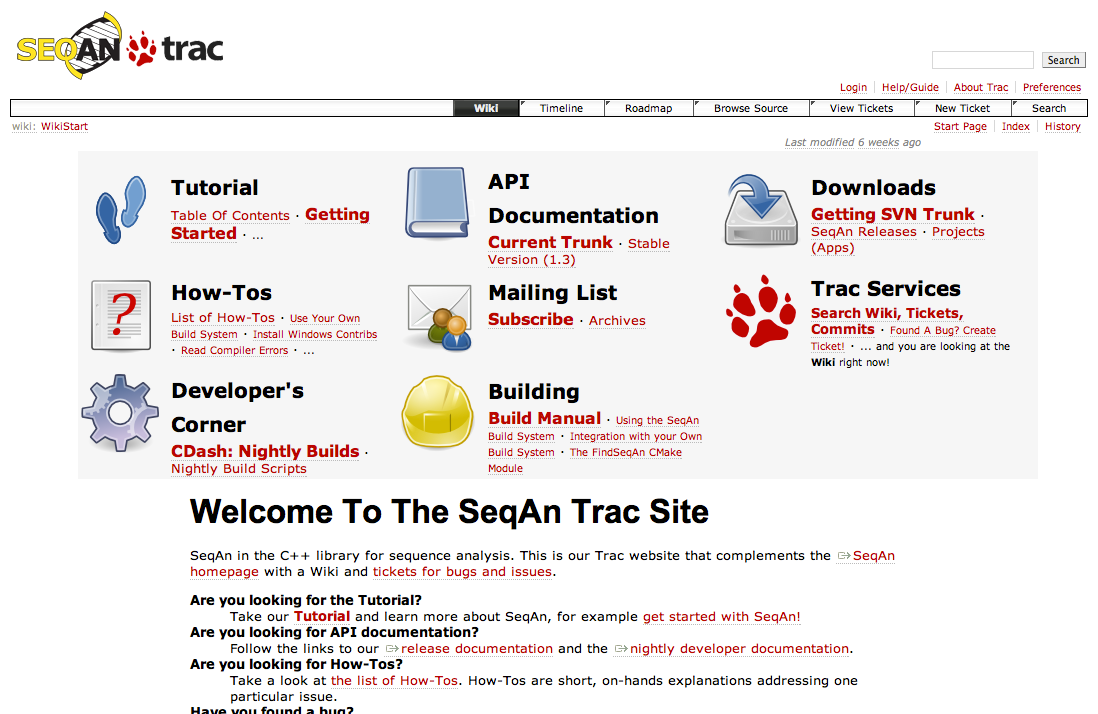 SEQAN trac
Search
Login Help/Guide About Trac Preferences
Wiki Timeline Roadmap Browse Source View Tickets New Ticket Search
wiki: WikiStart
Start Page Index History
Last modified 6 weeks ago
Tutorial
Table Of Contents · Getting
Started · ...
API
Documentation
Current Trunk · Stable
Version (1.3)
Downloads
Getting SVN Trunk ·
SeqAn Releases · Projects
(Apps)
How-Tos
List of How-Tos · Use Your Own
Build System · Install Windows Contribs
· Read Compiler Errors · ...
Mailing List
Subscribe · Archives
Trac Services
Search Wiki, Tickets,
Commits · Found A Bug? Create
Ticket! · ... and you are looking at the
Wiki right now!
Developer's
Corner
CDash: Nightly Builds ·
Nightly Build Scripts
Building
Build Manual · Using the SeqAn
Build System · Integration with your Own
Build System · The FindSeqAn CMake
Module
Welcome To The SeqAn Trac Site
SeqAn in the C++ library for sequence analysis. This is our Trac website that complements the SeqAn
homepage with a Wiki and tickets for bugs and issues.
Are you looking for the Tutorial?
Take our Tutorial and learn more about SeqAn, for example get started with SeqAn!
Are you looking for API documentation?
Follow the links to our release documentation and the nightly developer documentation.
Are you looking for How-Tos?
Take a look at the list of How-Tos. How-Tos are short, on-hands explanations addressing one
particular issue.
Have you found a bug?